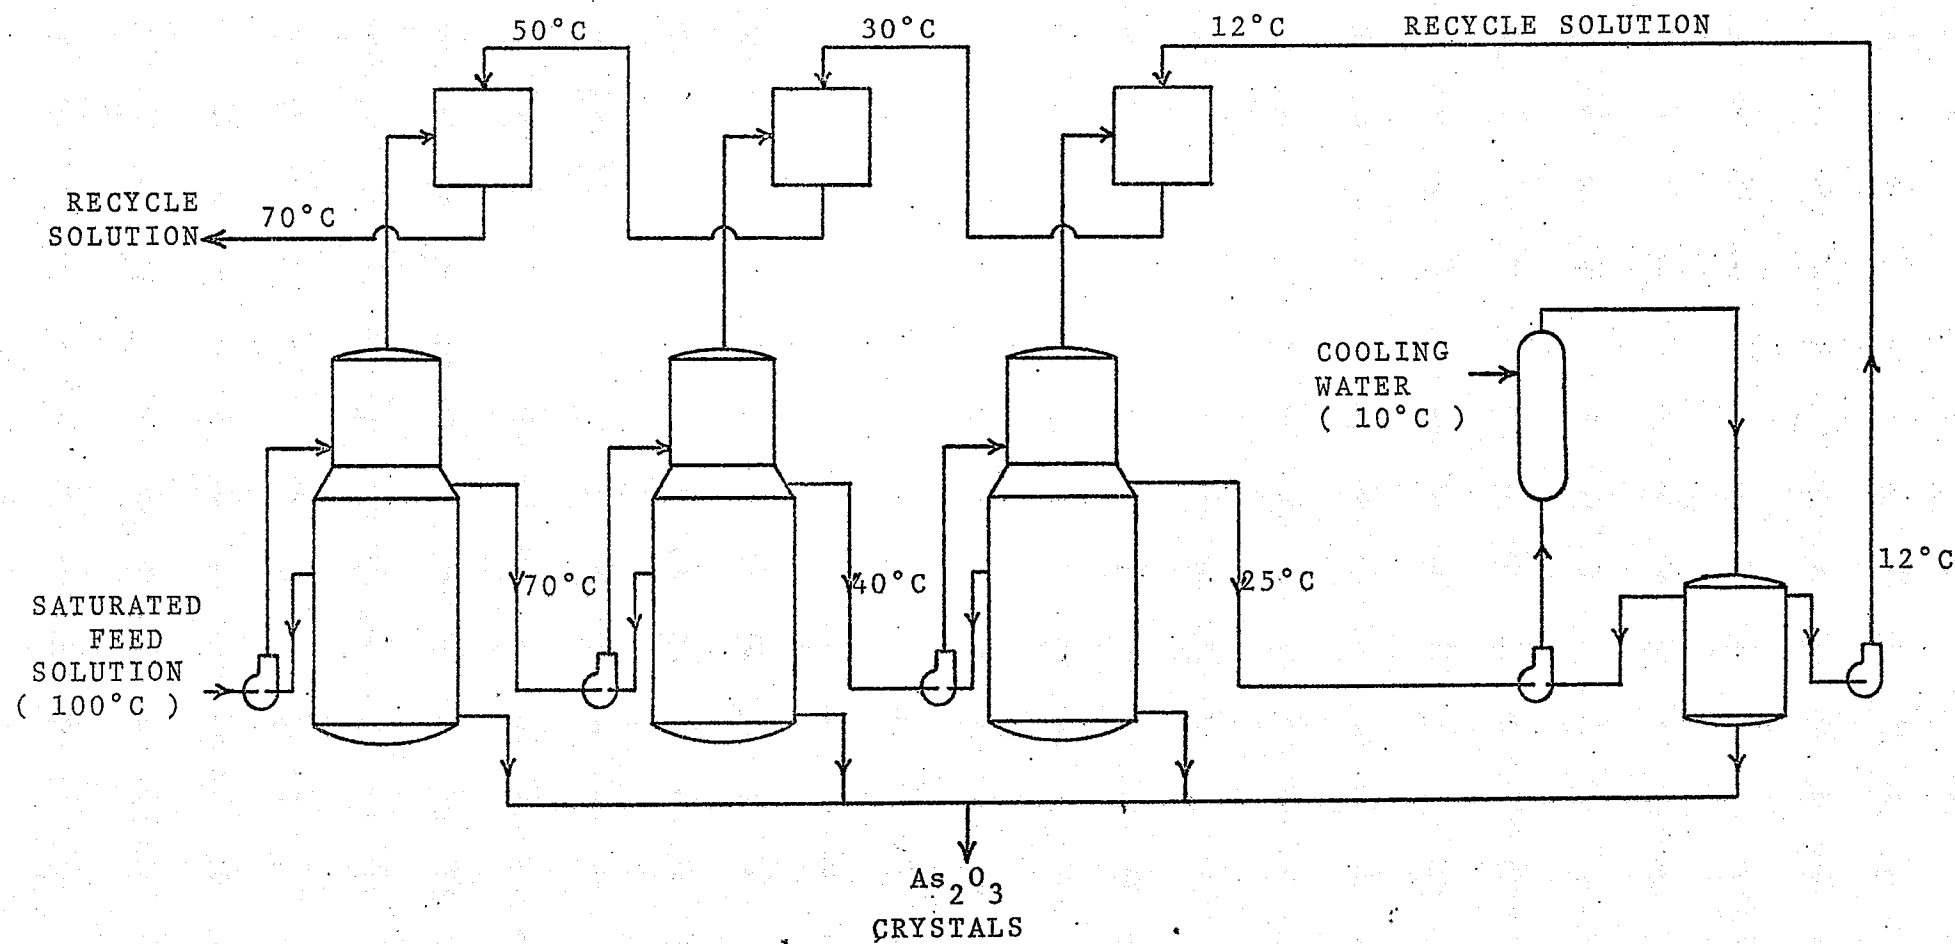 50°C
30°C
12°C
RECYCLE SOLUTION
RECYCLE
SOLUTION
70°C
COOLING
WATER
( 10°C )
70°C
40°C
25°C
12°C
SATURATED
FEED
SOLUTION
( 100°C )
As2O3
CRYSTALS